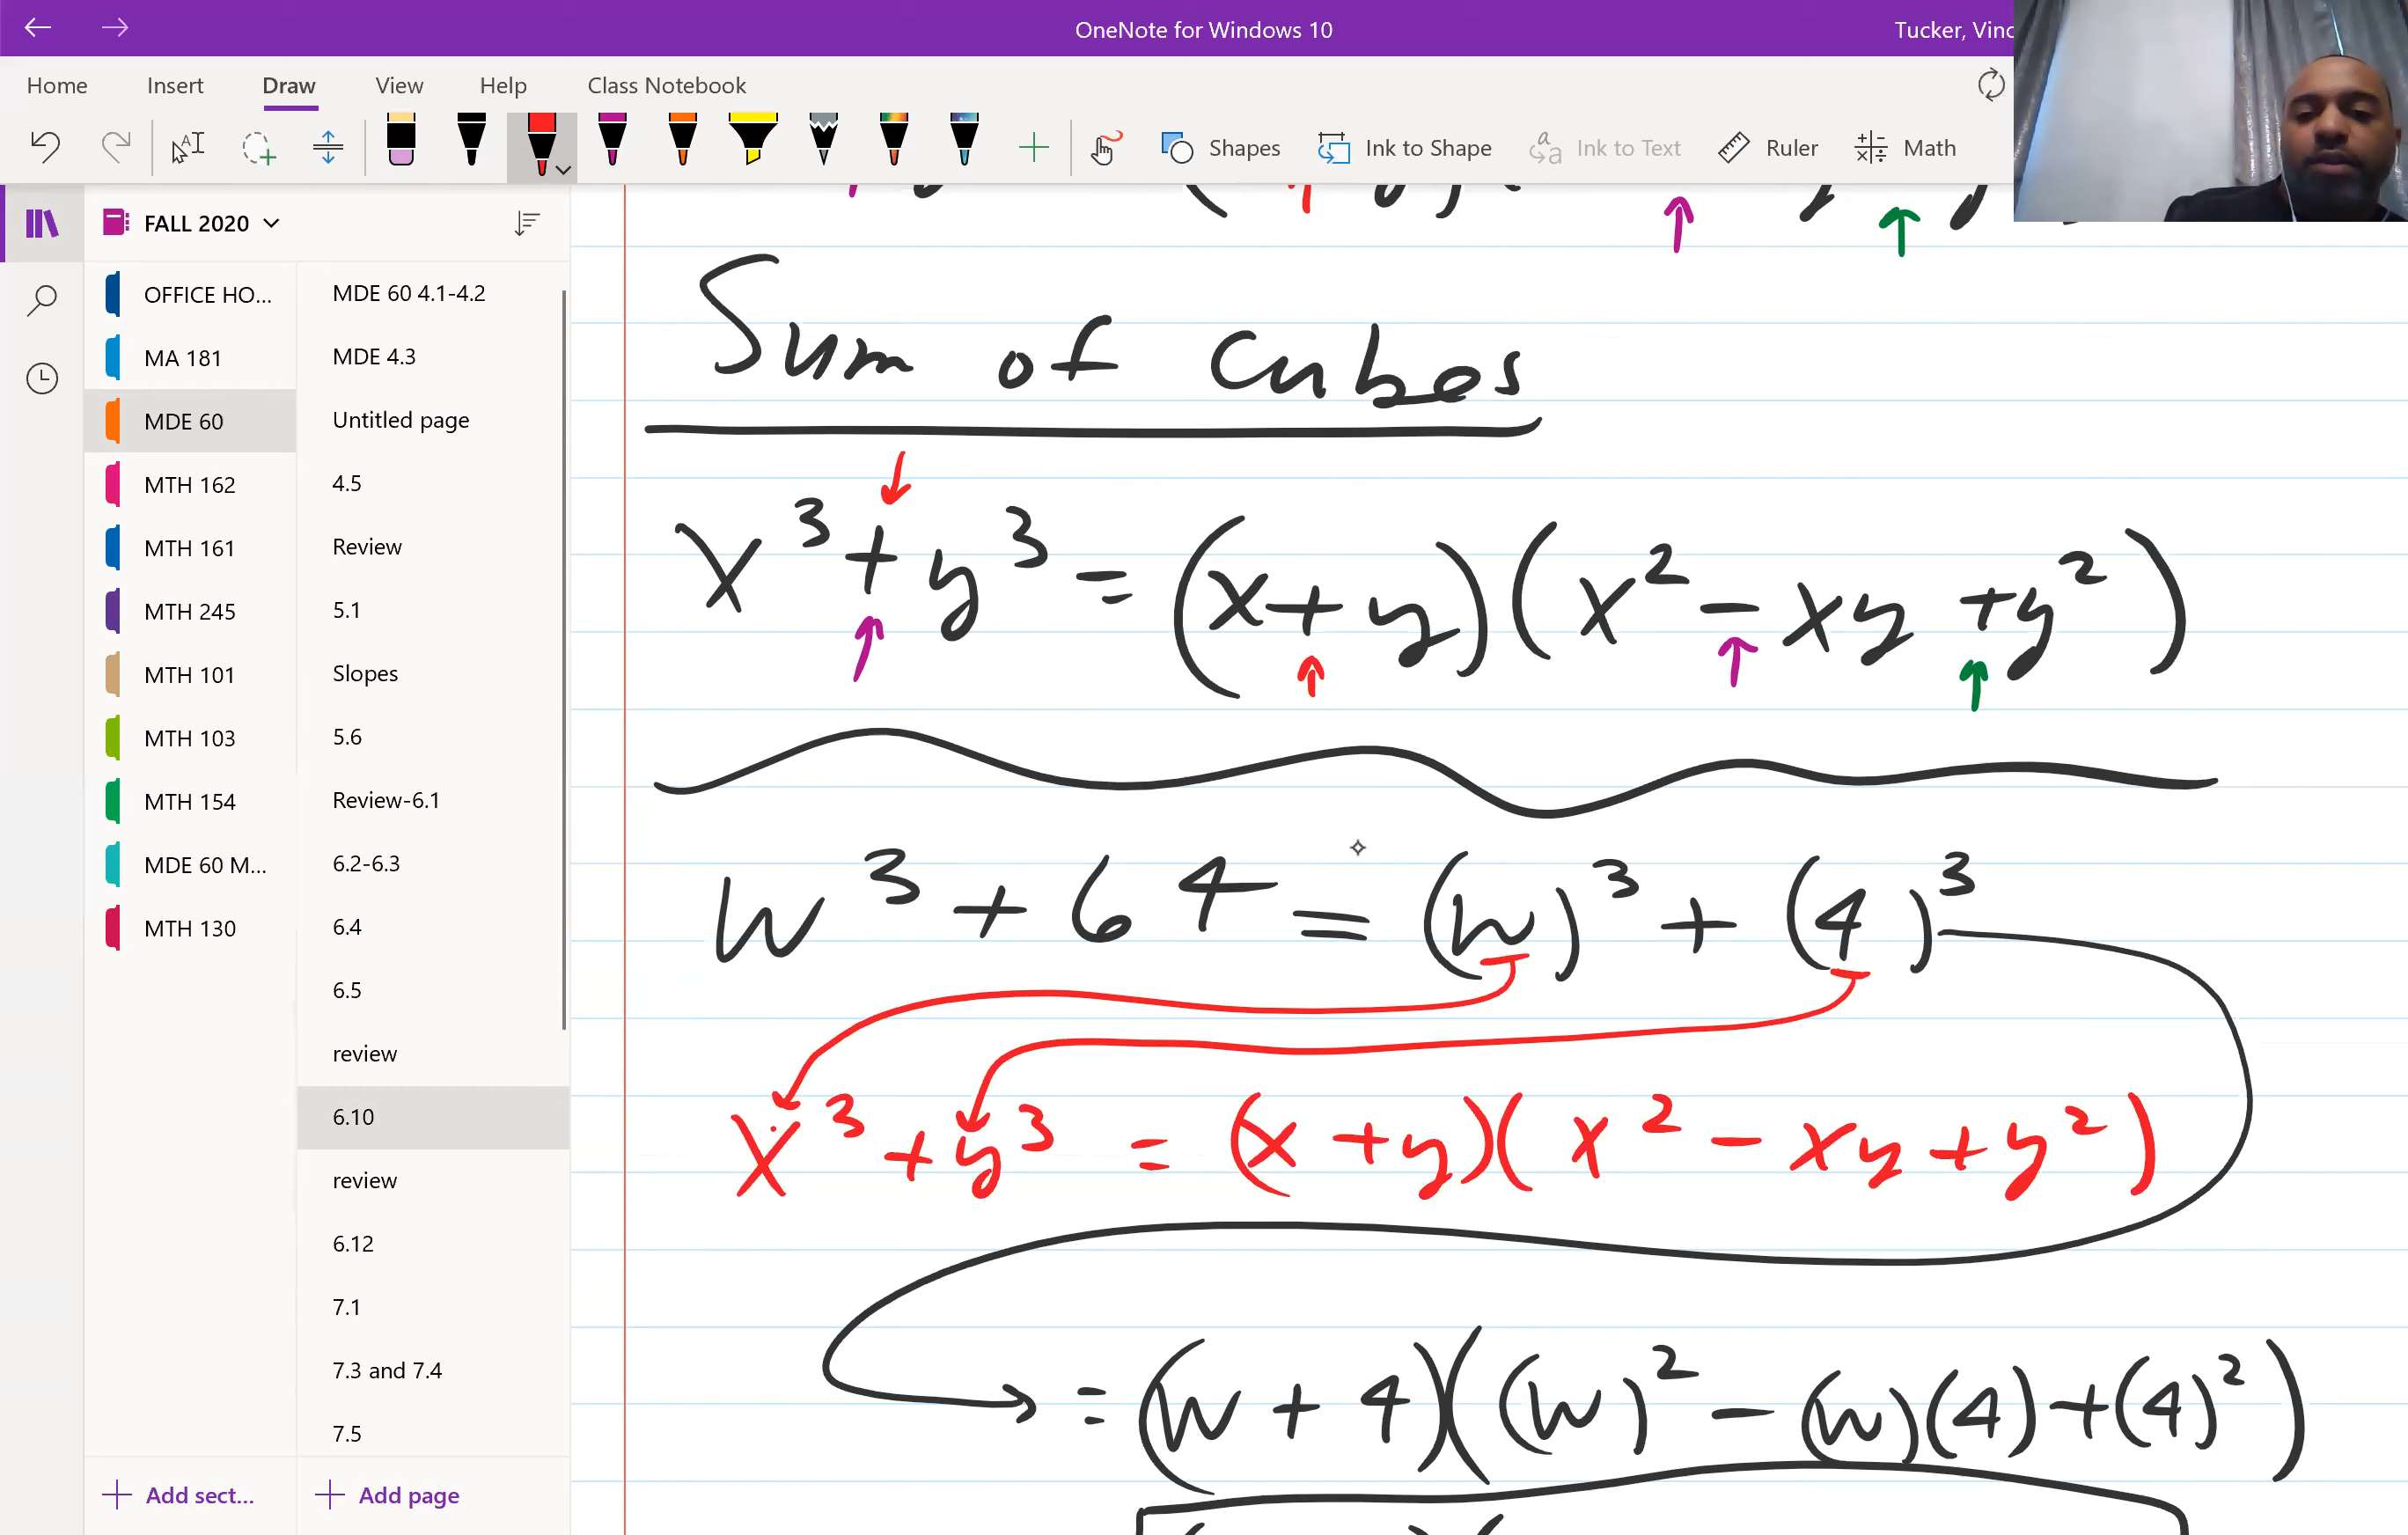 OneNote for Windows 10
Tucker, Vinc
Home Insert Draw View Help Class Notebook
Shapes Ink to Shape Ink to Text Ruler Math
FALL 2020
OFFICE HO...
MA 181
MDE 60
MTH 162
MTH 161
MTH 245
MTH 101
MTH 103
MTH 154
MDE 60 M...
MTH 130
Add sect...
MDE 60 4.1-4.2
MDE 4.3
Untitled page
4.5
Review
5.1
Slopes
5.6
Review-6.1
6.2-6.3
6.4
6.5
review
6.10
review
6.12
7.1
7.3 and 7.4
7.5
Add page
Sum of cubes
x³ + y³ = (x + y)(x² - xy + y²)
w³ + 64 = (w)³ + (4)³
x³ + y³ = (x + y)(x² - xy + y²)
= (w + 4)((w)² - (w)(4) + (4)²)